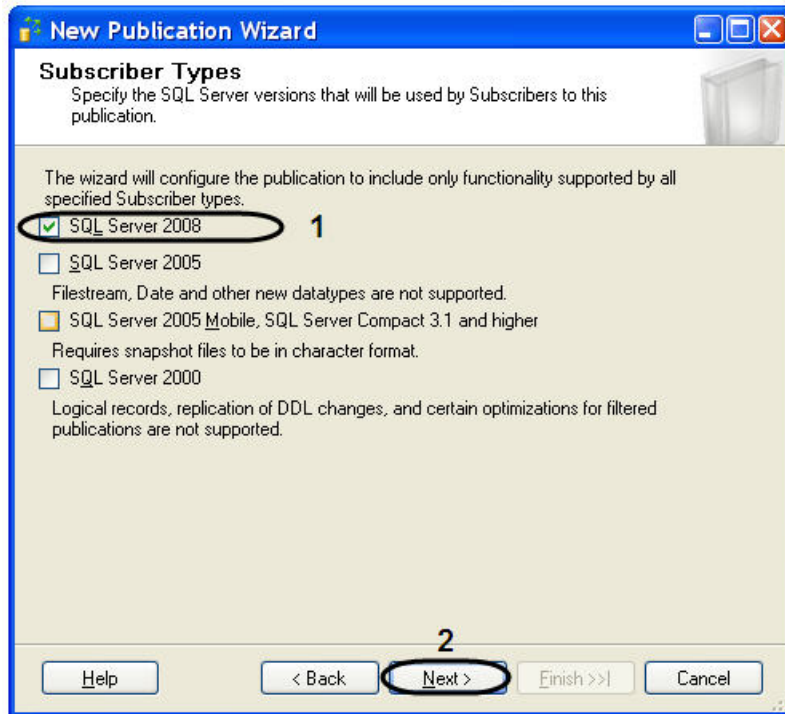 New Publication Wizard
Subscriber Types
Specify the SQL Server versions that will be used by Subscribers to this
publication.
The wizard will configure the publication to include only functionality supported by all
specified Subscriber types.
SQL Server 2008 1
SQL Server 2005
Filestream, Date and other new datatypes are not supported.
SQL Server 2005 Mobile, SQL Server Compact 3.1 and higher
Requires snapshot files to be in character format.
SQL Server 2000
Logical records, replication of DDL changes, and certain optimizations for filtered
publications are not supported.
2
Help < Back Next > Finish >>| Cancel